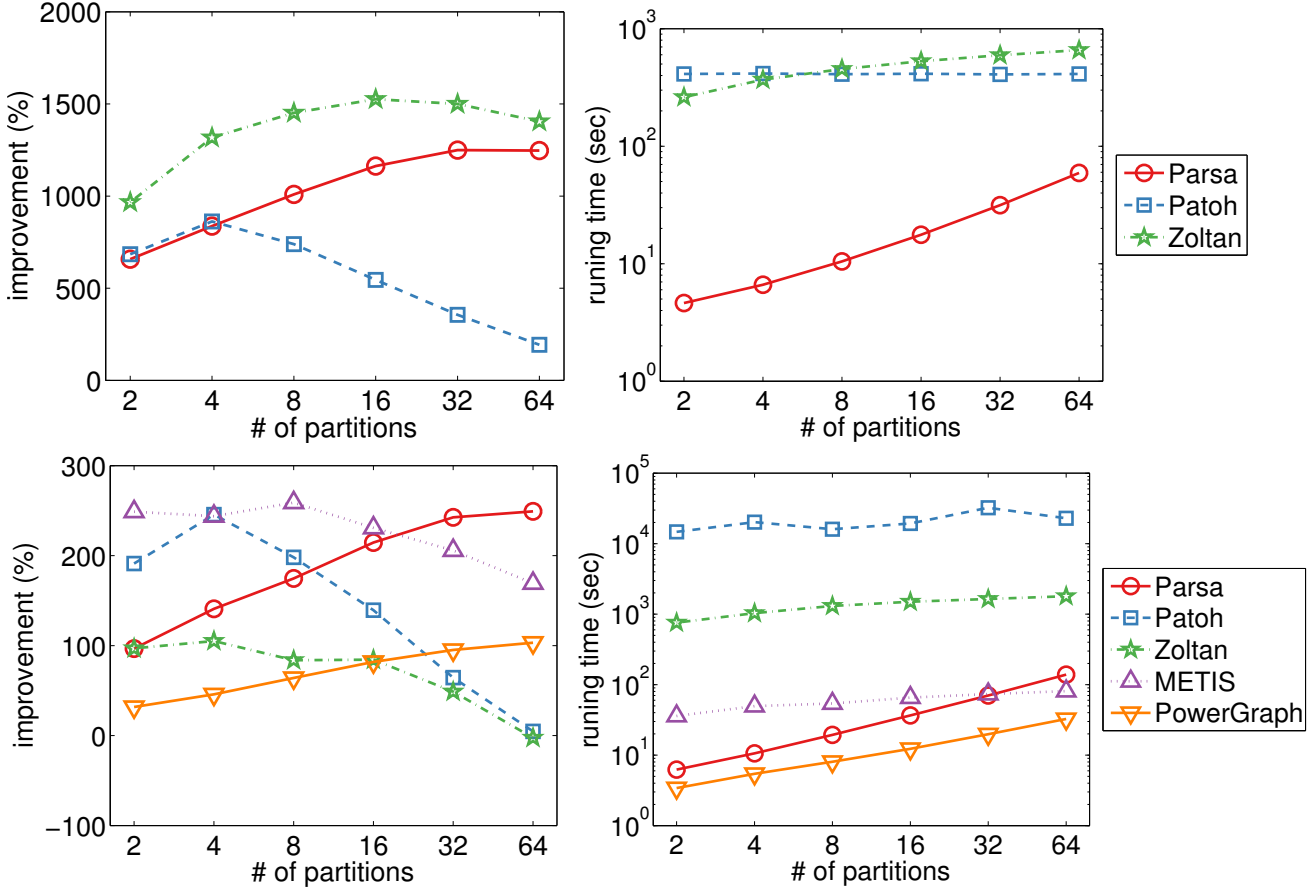 2000
1500
1000
500
0
improvement (%)
2 4 8 16 32 64
# of partitions
10^3
10^2
10^1
10^0
runing time (sec)
2 4 8 16 32 64
# of partitions
Parsa
Patoh
Zoltan
300
200
100
0
−100
improvement (%)
2 4 8 16 32 64
# of partitions
10^5
10^4
10^3
10^2
10^1
10^0
runing time (sec)
2 4 8 16 32 64
# of partitions
Parsa
Patoh
Zoltan
METIS
PowerGraph